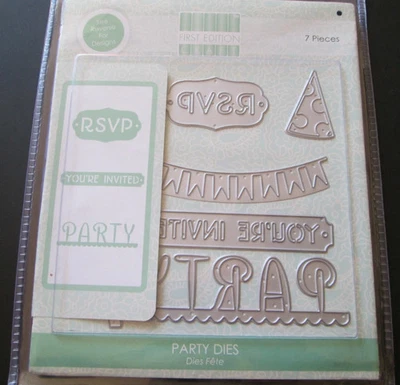 FIRST EDITION
7 Pieces
RSVP
RSVP
YOU'RE INVITED
YOU'RE INVITE
PARTY
PARTY
PARTY DIES
Dies Fête